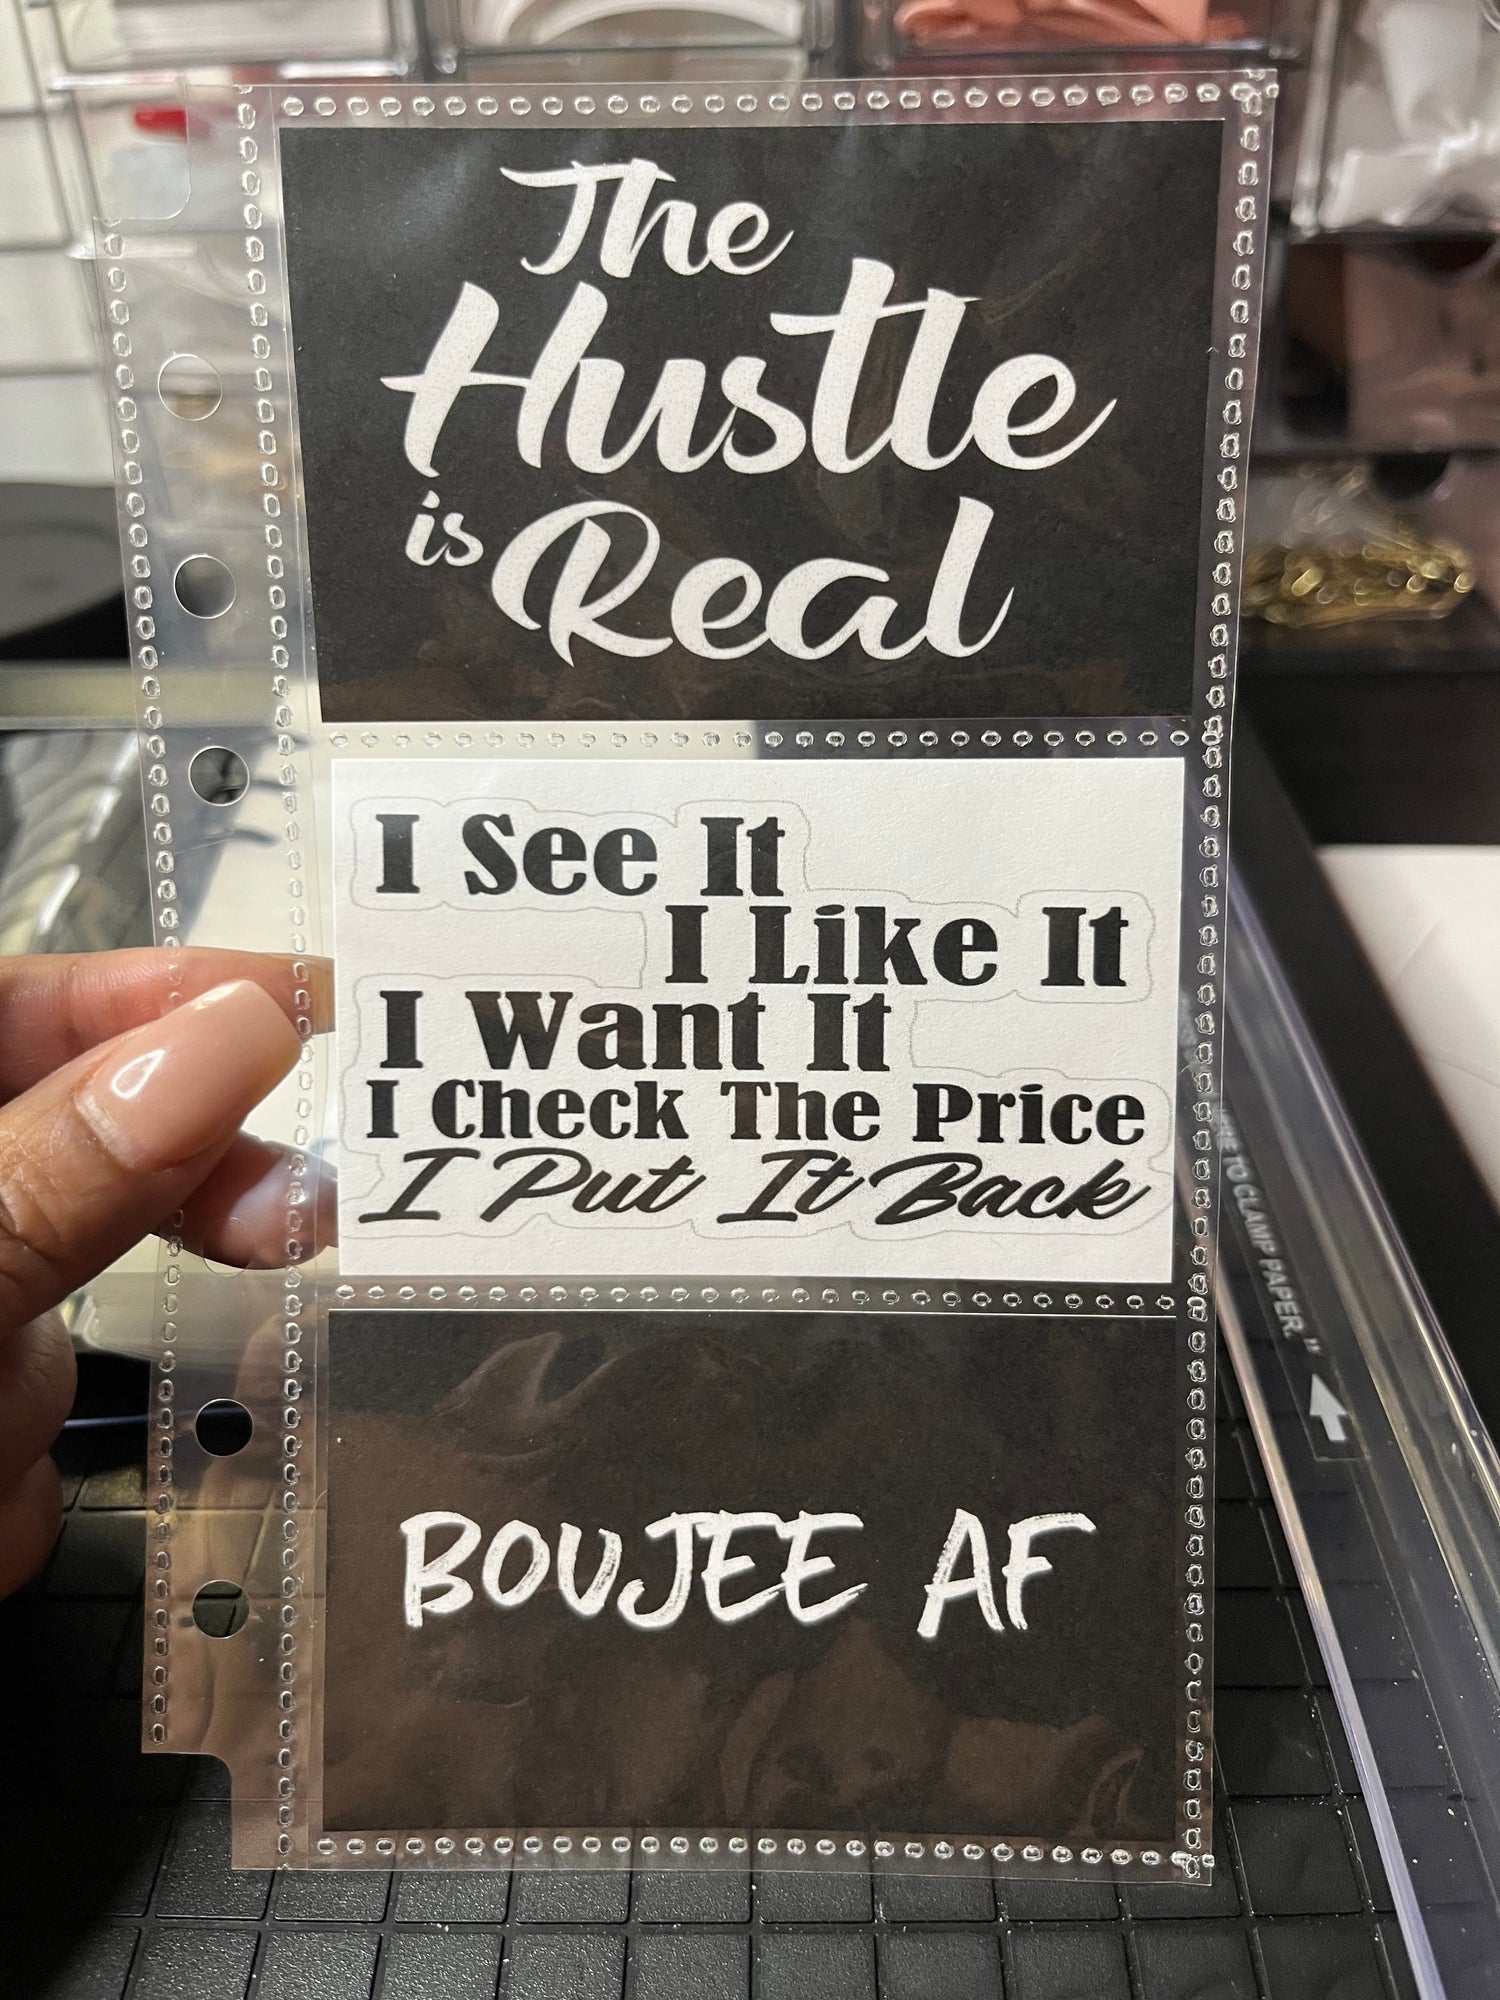 The
Hustle
is Real
I See It
I Like It
I Want It
I Check The Price
I Put It Back
BOUJEE AF
TO CLAMP PAPER."